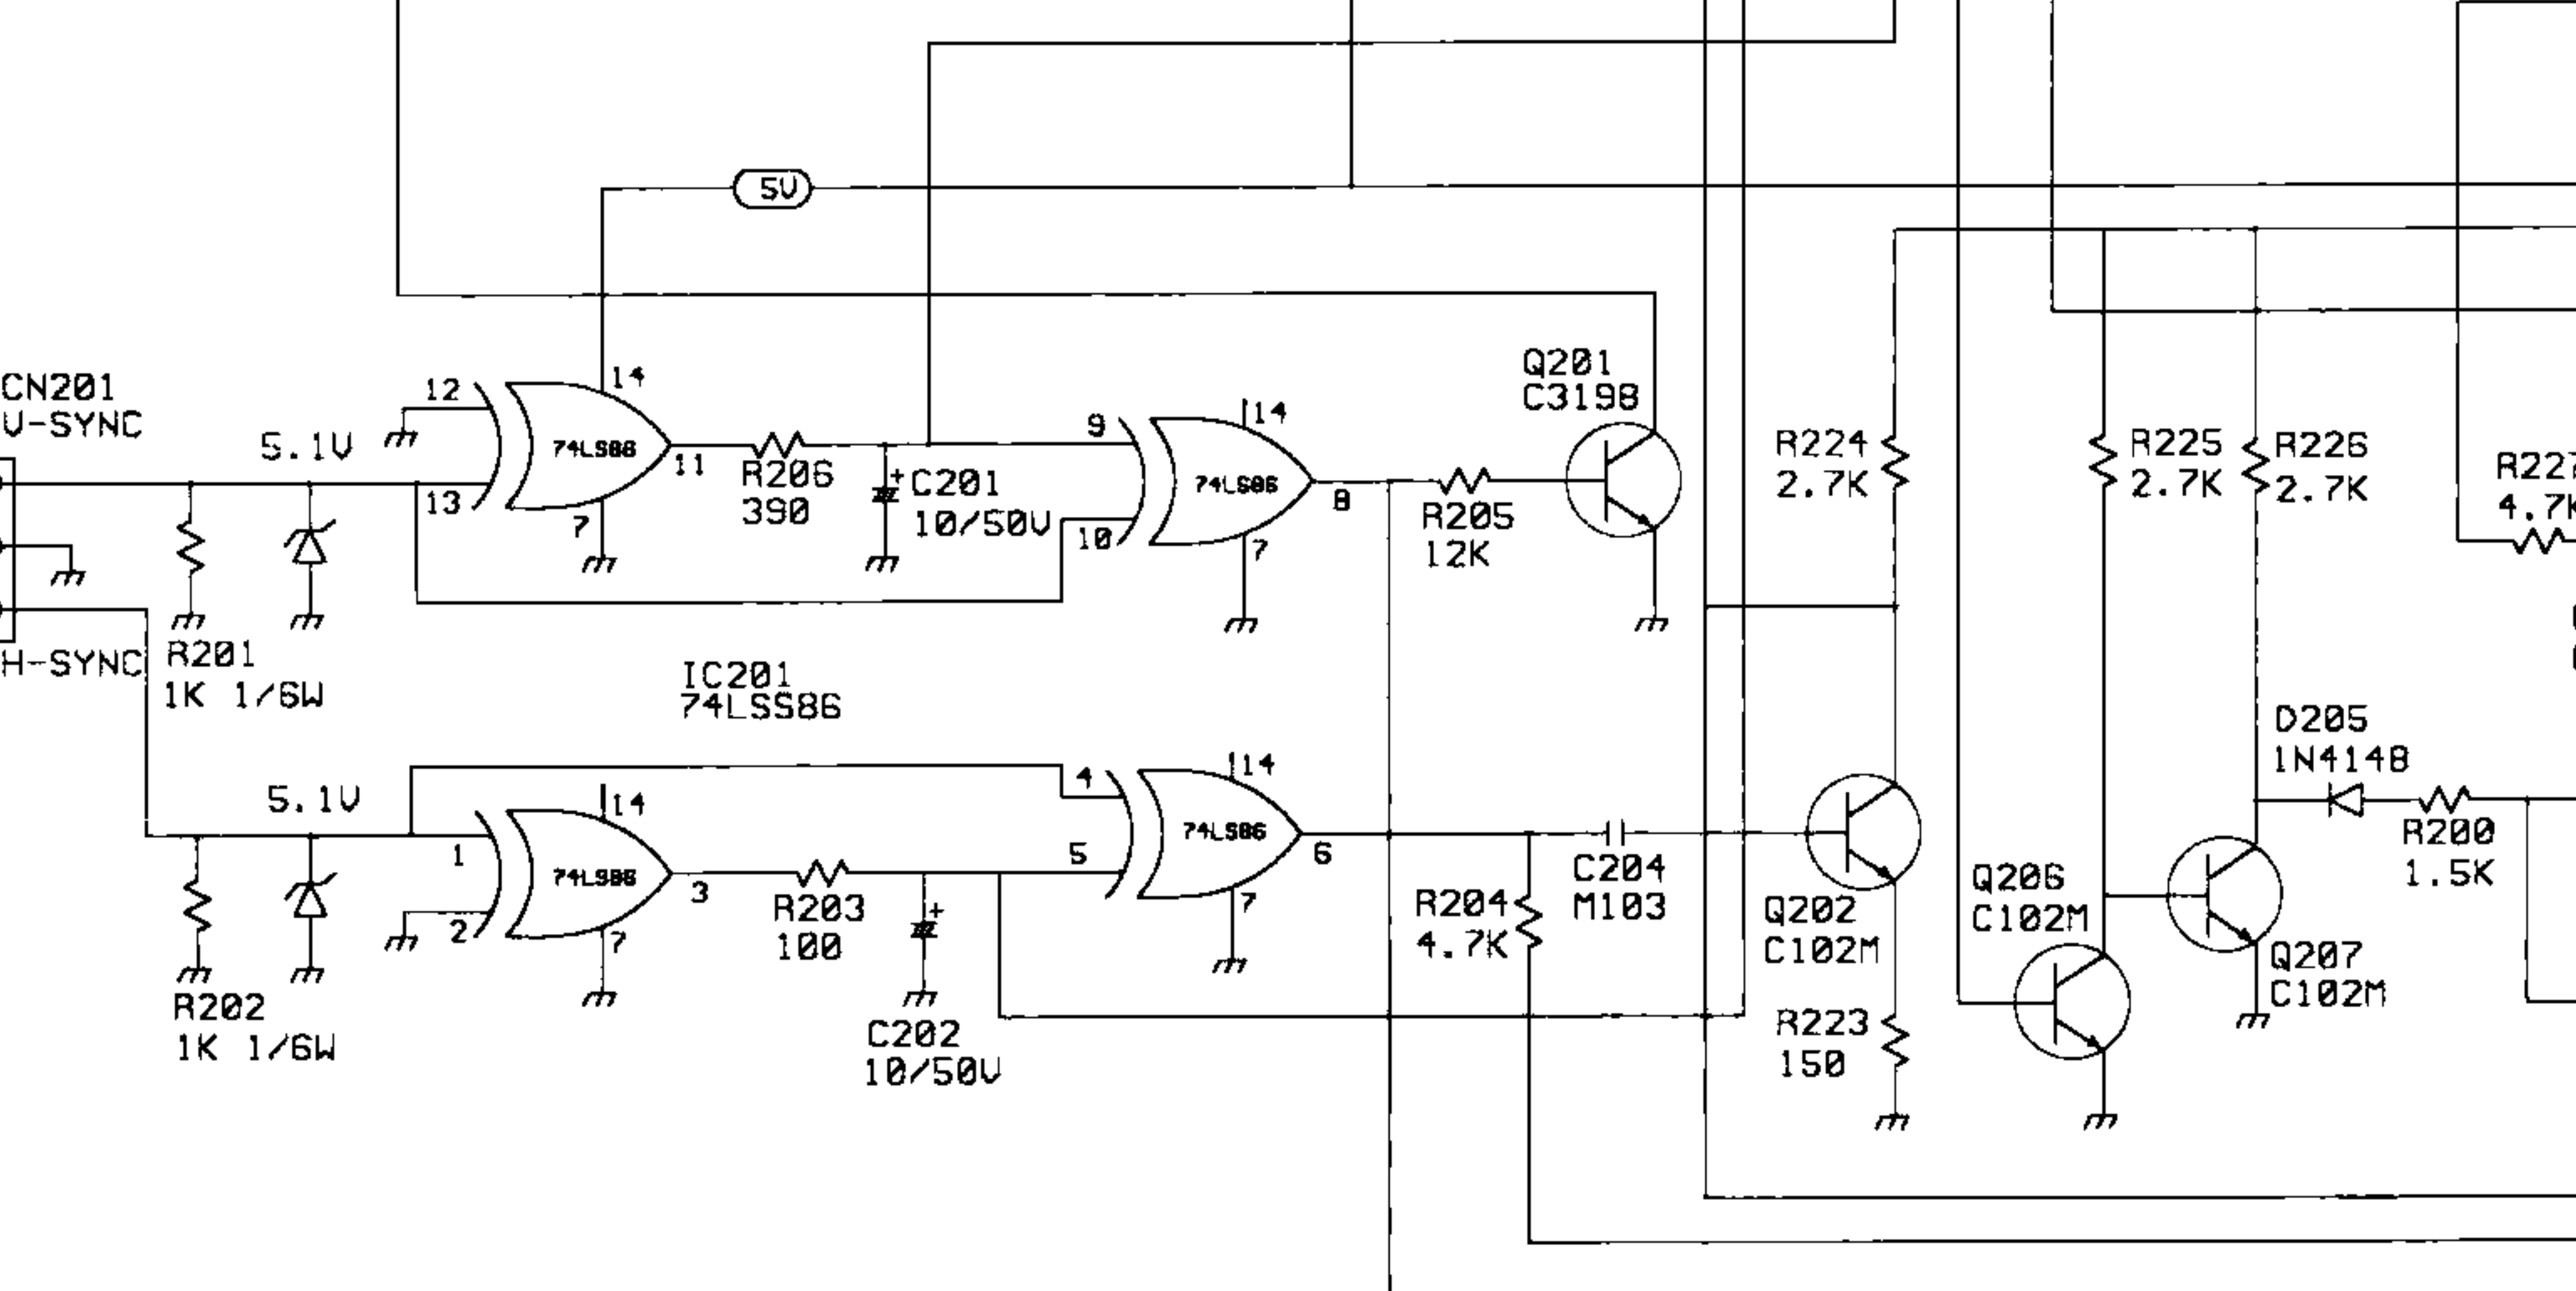 5V
12
14
11
13
7
74LS86
CN201
V-SYNC
5.1V
R206
390
C201
10/50V
9
14
10
7
8
74LS86
Q201
C3198
R205
12K
R224
2.7K
R225
2.7K
R226
2.7K
R227
4.7K
H-SYNC
R201
1K 1/6W
IC201
74LSS86
5.1V
14
1
2
7
3
74LS86
R202
1K 1/6W
R203
100
C202
10/50V
4
14
5
7
6
74LS86
R204
4.7K
C204
M103
Q202
C102M
R223
150
Q206
C102M
Q207
C102M
D205
1N4148
R200
1.5K